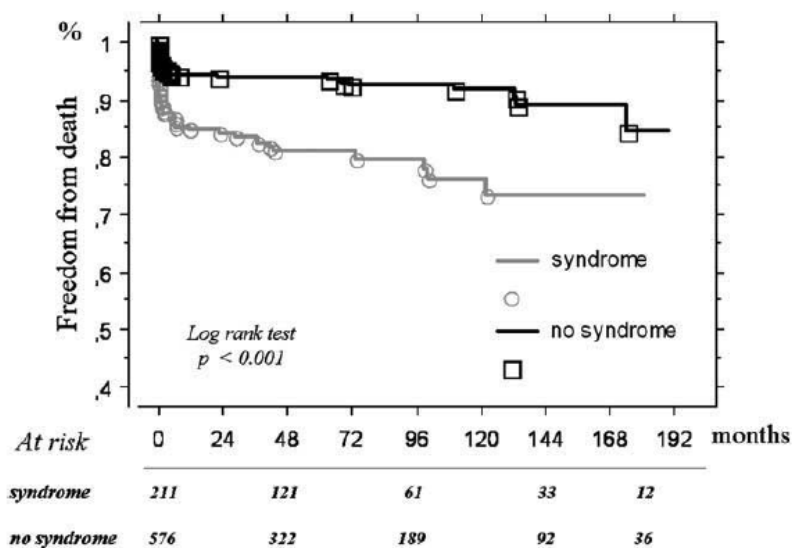 %
Freedom from death
1
,9
,8
,7
,6
,5
,4
syndrome
no syndrome
Log rank test
p < 0.001
At risk 0 24 48 72 96 120 144 168 192 months
syndrome 211 121 61 33 12
no syndrome 576 322 189 92 36